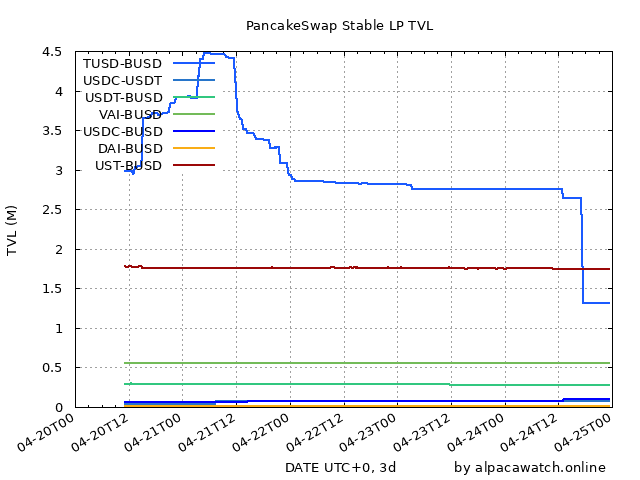 PancakeSwap Stable LP TVL
TVL (M)
4.5
4
3.5
3
2.5
2
1.5
1
0.5
0
TUSD-BUSD
USDC-USDT
USDT-BUSD
VAI-BUSD
USDC-BUSD
DAI-BUSD
UST-BUSD
04-20T00
04-20T12
04-21T00
04-21T12
04-22T00
04-22T12
04-23T00
04-23T12
04-24T00
04-24T12
04-25T00
DATE UTC+0, 3d
by alpacawatch.online